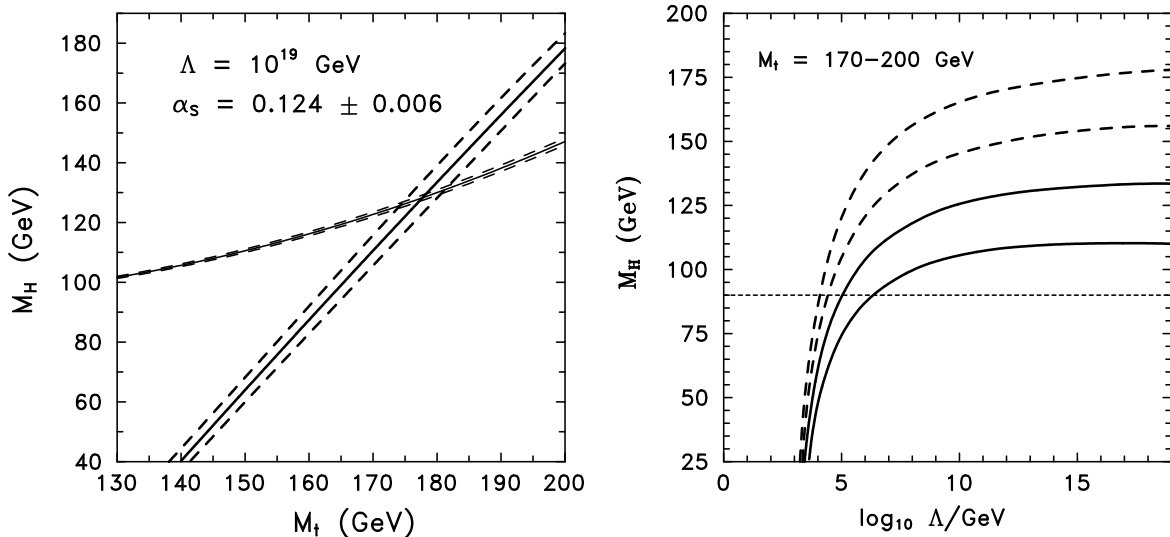 180
160
140
120
100
80
60
40
M_H (GeV)
Λ = 10^19 GeV
α_s = 0.124 ± 0.006
130 140 150 160 170 180 190 200
M_t (GeV)
200
175
150
125
100
75
50
25
M_H (GeV)
M_t = 170−200 GeV
0 5 10 15
log_10 Λ/GeV